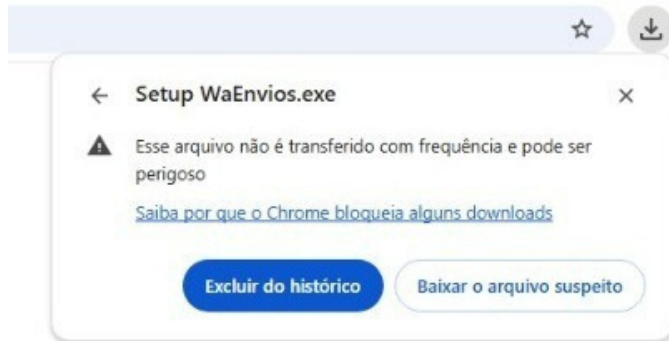 Setup WaEnvios.exe
Esse arquivo não é transferido com frequência e pode ser
perigoso
Saiba por que o Chrome bloqueia alguns downloads
Excluir do histórico
Baixar o arquivo suspeito